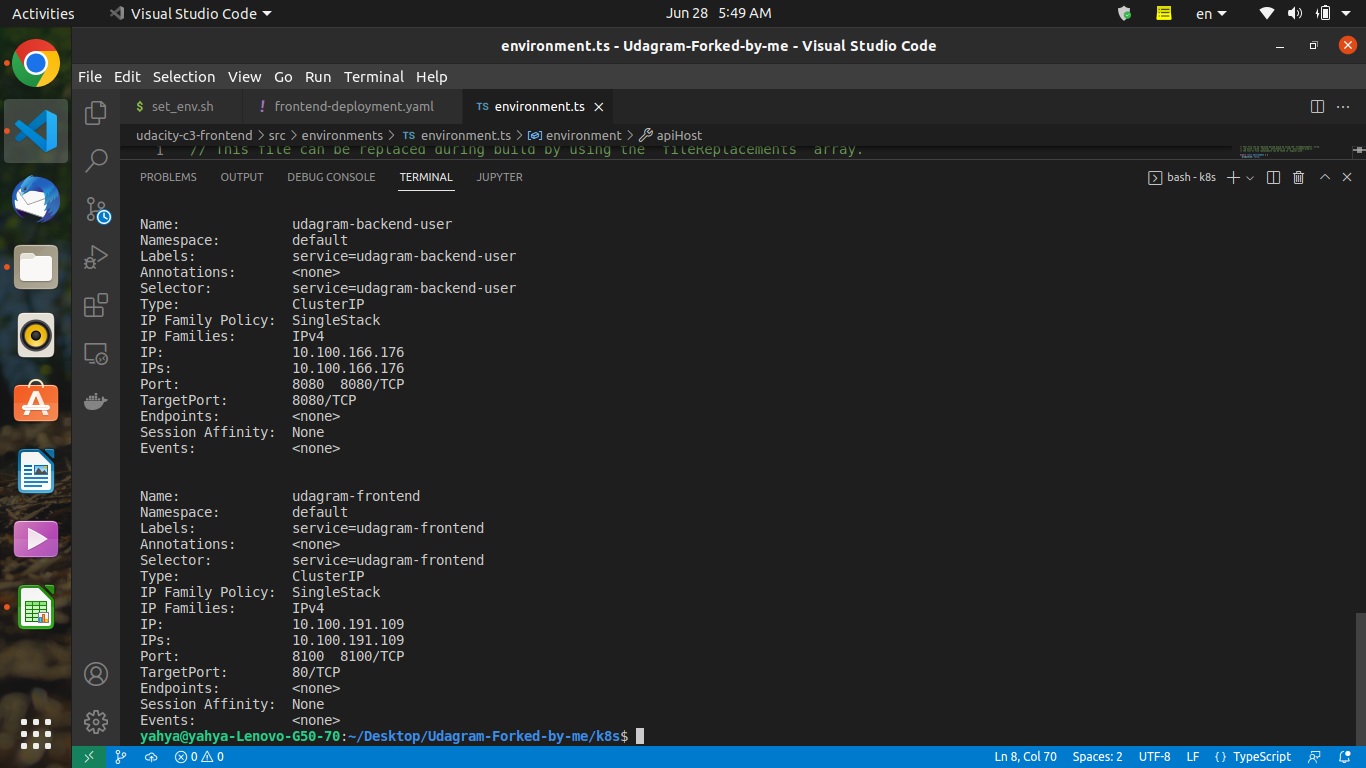 Activities
Visual Studio Code
Jun 28 5:49 AM
en
environment.ts - Udagram-Forked-by-me - Visual Studio Code
File Edit Selection View Go Run Terminal Help
$ set_env.sh
! frontend-deployment.yaml
TS environment.ts
udacity-c3-frontend > src > environments > TS environment.ts > environment > apiHost
1 // This file can be replaced during build by using the `fileReplacements` array.
PROBLEMS OUTPUT DEBUG CONSOLE TERMINAL JUPYTER
bash - k8s
Name: udagram-backend-user
Namespace: default
Labels: service=udagram-backend-user
Annotations: <none>
Selector: service=udagram-backend-user
Type: ClusterIP
IP Family Policy: SingleStack
IP Families: IPv4
IP: 10.100.166.176
IPs: 10.100.166.176
Port: 8080 8080/TCP
TargetPort: 8080/TCP
Endpoints: <none>
Session Affinity: None
Events: <none>
Name: udagram-frontend
Namespace: default
Labels: service=udagram-frontend
Annotations: <none>
Selector: service=udagram-frontend
Type: ClusterIP
IP Family Policy: SingleStack
IP Families: IPv4
IP: 10.100.191.109
IPs: 10.100.191.109
Port: 8100 8100/TCP
TargetPort: 80/TCP
Endpoints: <none>
Session Affinity: None
Events: <none>
yahya@yahya-Lenovo-G50-70:~/Desktop/Udagram-Forked-by-me/k8s$
0 0
Ln 8, Col 70 Spaces: 2 UTF-8 LF {} TypeScript